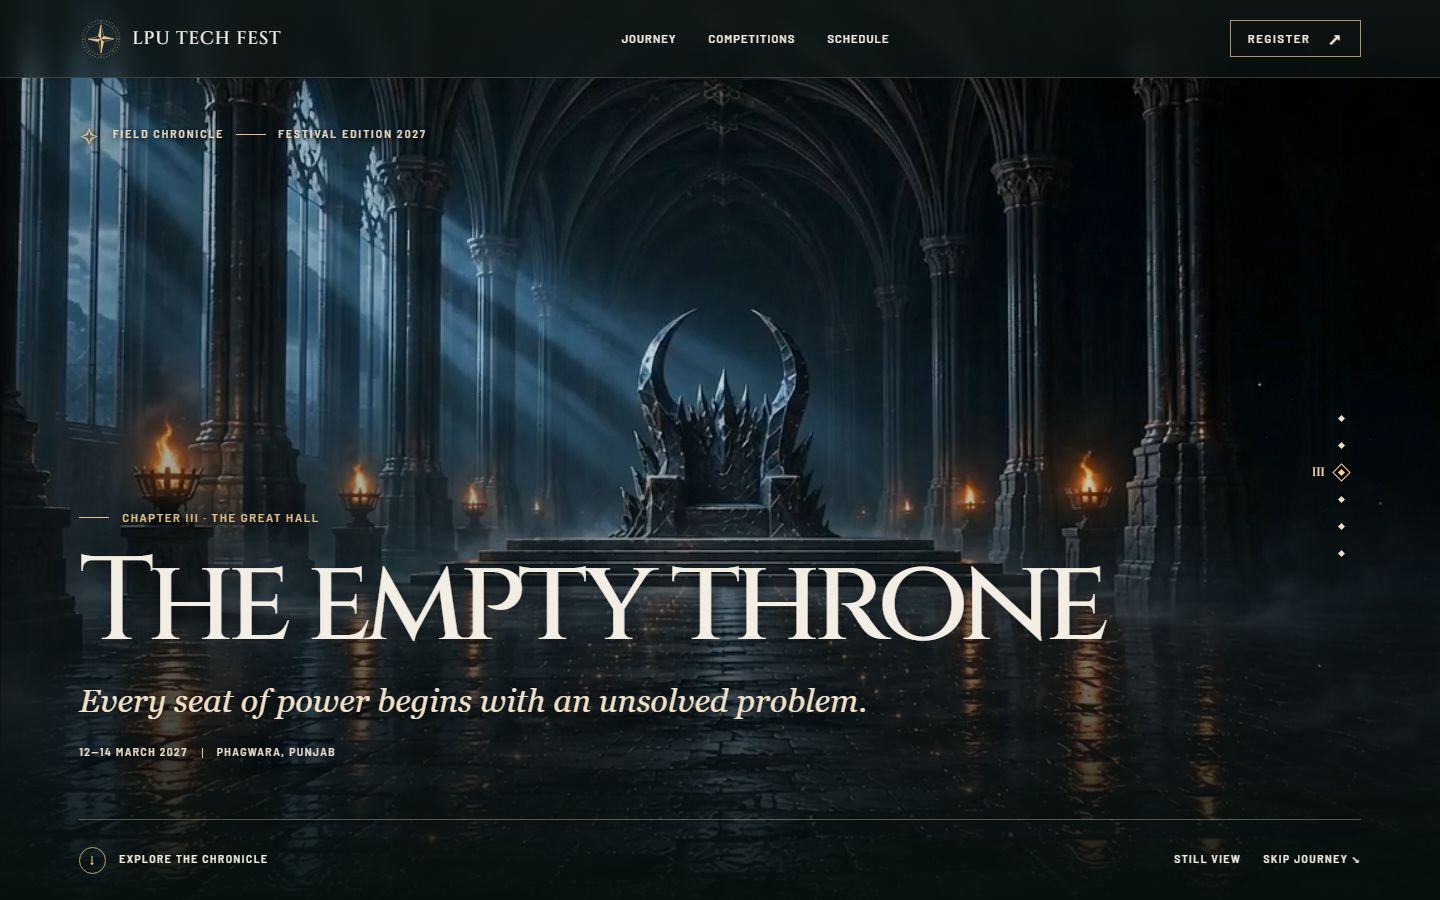 LPU TECH FEST
JOURNEY COMPETITIONS SCHEDULE
REGISTER ↗
FIELD CHRONICLE — FESTIVAL EDITION 2027
III
CHAPTER III · THE GREAT HALL
THE EMPTY THRONE
Every seat of power begins with an unsolved problem.
12–14 MARCH 2027 | PHAGWARA, PUNJAB
↓ EXPLORE THE CHRONICLE
STILL VIEW SKIP JOURNEY ↘